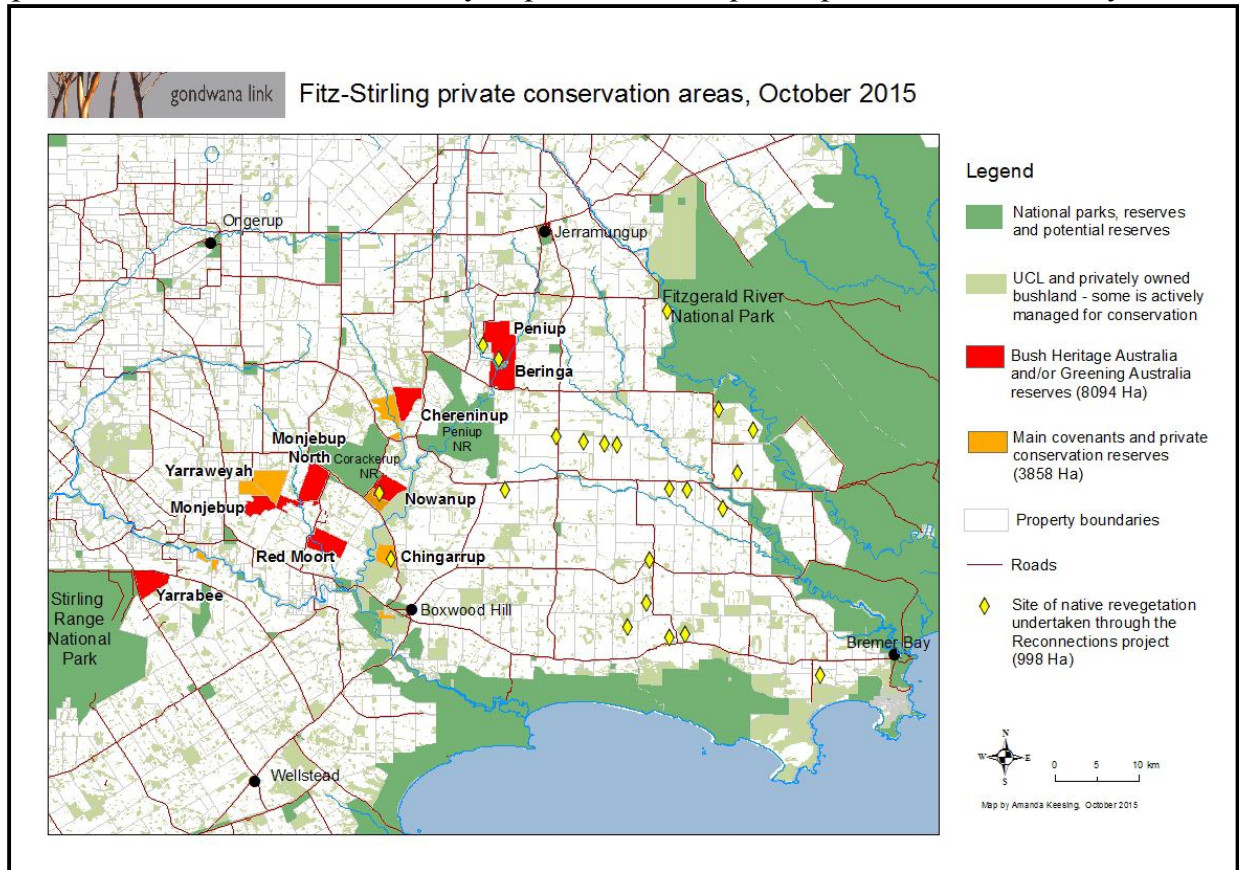 gondwana link
Fitz-Stirling private conservation areas, October 2015
Legend
National parks, reserves
and potential reserves
UCL and privately owned
bushland - some is actively
managed for conservation
Bush Heritage Australia
and/or Greening Australia
reserves (8094 Ha)
Main covenants and private
conservation reserves
(3858 Ha)
Property boundaries
Roads
Site of native revegetation
undertaken through the
Reconnections project
(998 Ha)
N
W
E
S
0 5 10 km
Map by Amanda Keesing, October 2015
Ongerup
Jerramungup
Fitzgerald River
National Park
Peniup
Beringa
Chereninup
Peniup
NR
Monjebup
North
Corackerup
NR
Yarraweyah
Monjebup
Nowanup
Red Moort
Chingarrup
Yarrabee
Stirling
Range
National
Park
Boxwood Hill
Bremer Bay
Wellstead